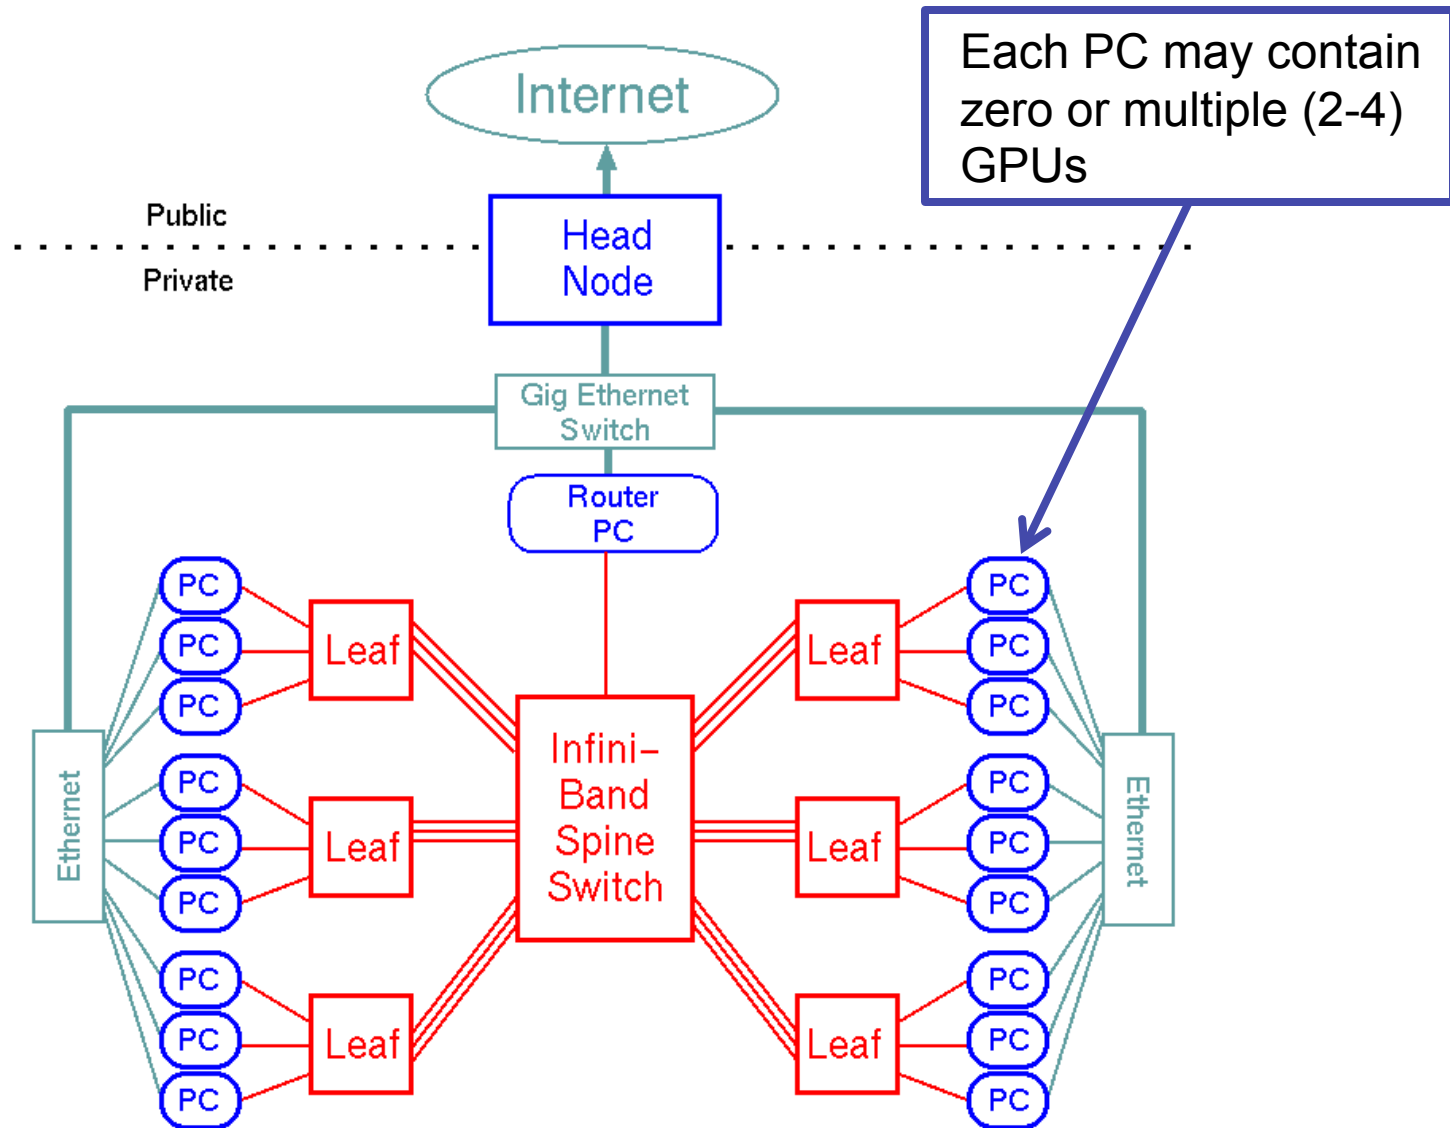 Each PC may contain
zero or multiple (2-4)
GPUs
Internet
Public
Private
Head
Node
Gig Ethernet
Switch
Router
PC
PC
PC
PC
PC
PC
PC
PC
PC
PC
Leaf
Leaf
Leaf
Ethernet
Infini-
Band
Spine
Switch
Leaf
Leaf
Leaf
PC
PC
PC
PC
PC
PC
PC
PC
PC
Ethernet